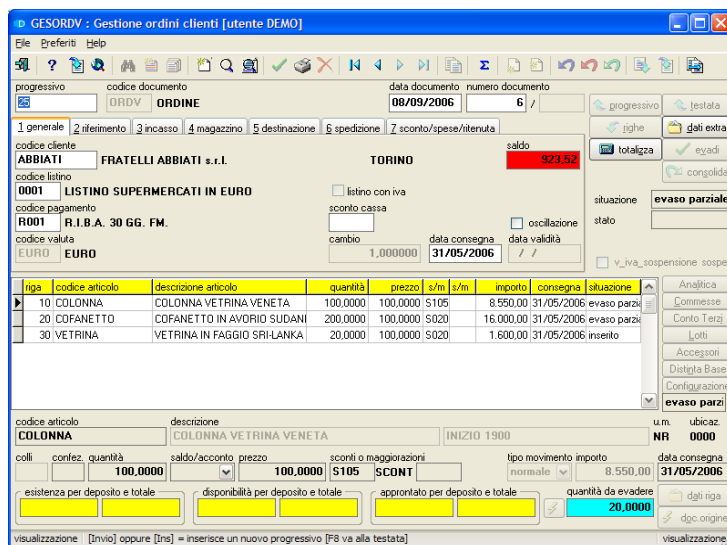 GESORDV : Gestione ordini clienti [utente DEMO]
File Preferiti Help
progressivo codice documento data documento numero documento
25 ORDV ORDINE 08/09/2006 6 /
progressivo testata
1 generale 2 riferimento 3 incasso 4 magazzino 5 destinazione 6 spedizione 7 sconto/spese/ritenuta
righe dati extra
codice cliente saldo
ABBIATI FRATELLI ABBIATI s.r.l. TORINO 923,52
totalizza evadi
codice listino
consolida
0001 LISTINO SUPERMERCATI IN EURO listino con iva
situazione evaso parziale
codice pagamento sconto cassa
R001 R.I.B.A. 30 GG. FM. oscillazione
stato
codice valuta cambio data consegna data validità
EURO EURO 1,000000 31/05/2006 / /
v_iva_sospensione sospe
riga codice articolo descrizione articolo quantità prezzo s/m s/m importo consegna situazione
10 COLONNA COLONNA VETRINA VENETA 100,0000 100,0000 S105 8.550,00 31/05/2006 evaso parzia
20 COFANETTO COFANETTO IN AVORIO SUDANI 200,0000 100,0000 S020 16.000,00 31/05/2006 evaso parzia
30 VETRINA VETRINA IN FAGGIO SRI-LANKA 20,0000 100,0000 S020 1.600,00 31/05/2006 inserito
Analitica
Commesse
Conto Terzi
Lotti
Accessori
Distinta Base
Configurazione
evaso parzi
codice articolo descrizione u.m. ubicaz.
COLONNA COLONNA VETRINA VENETA INIZIO 1900 NR 0000
colli confez. quantità saldo/acconto prezzo sconti o maggiorazioni tipo movimento importo data consegna
100,0000 100,0000 S105 SCONT normale 8.550,00 31/05/2006
esistenza per deposito e totale disponibilità per deposito e totale approntato per deposito e totale quantità da evadere
20,0000
dati riga
doc.origine
visualizzazione [Invio] oppure [Ins] = inserisce un nuovo progressivo [F8 va alla testata] visualizzazione